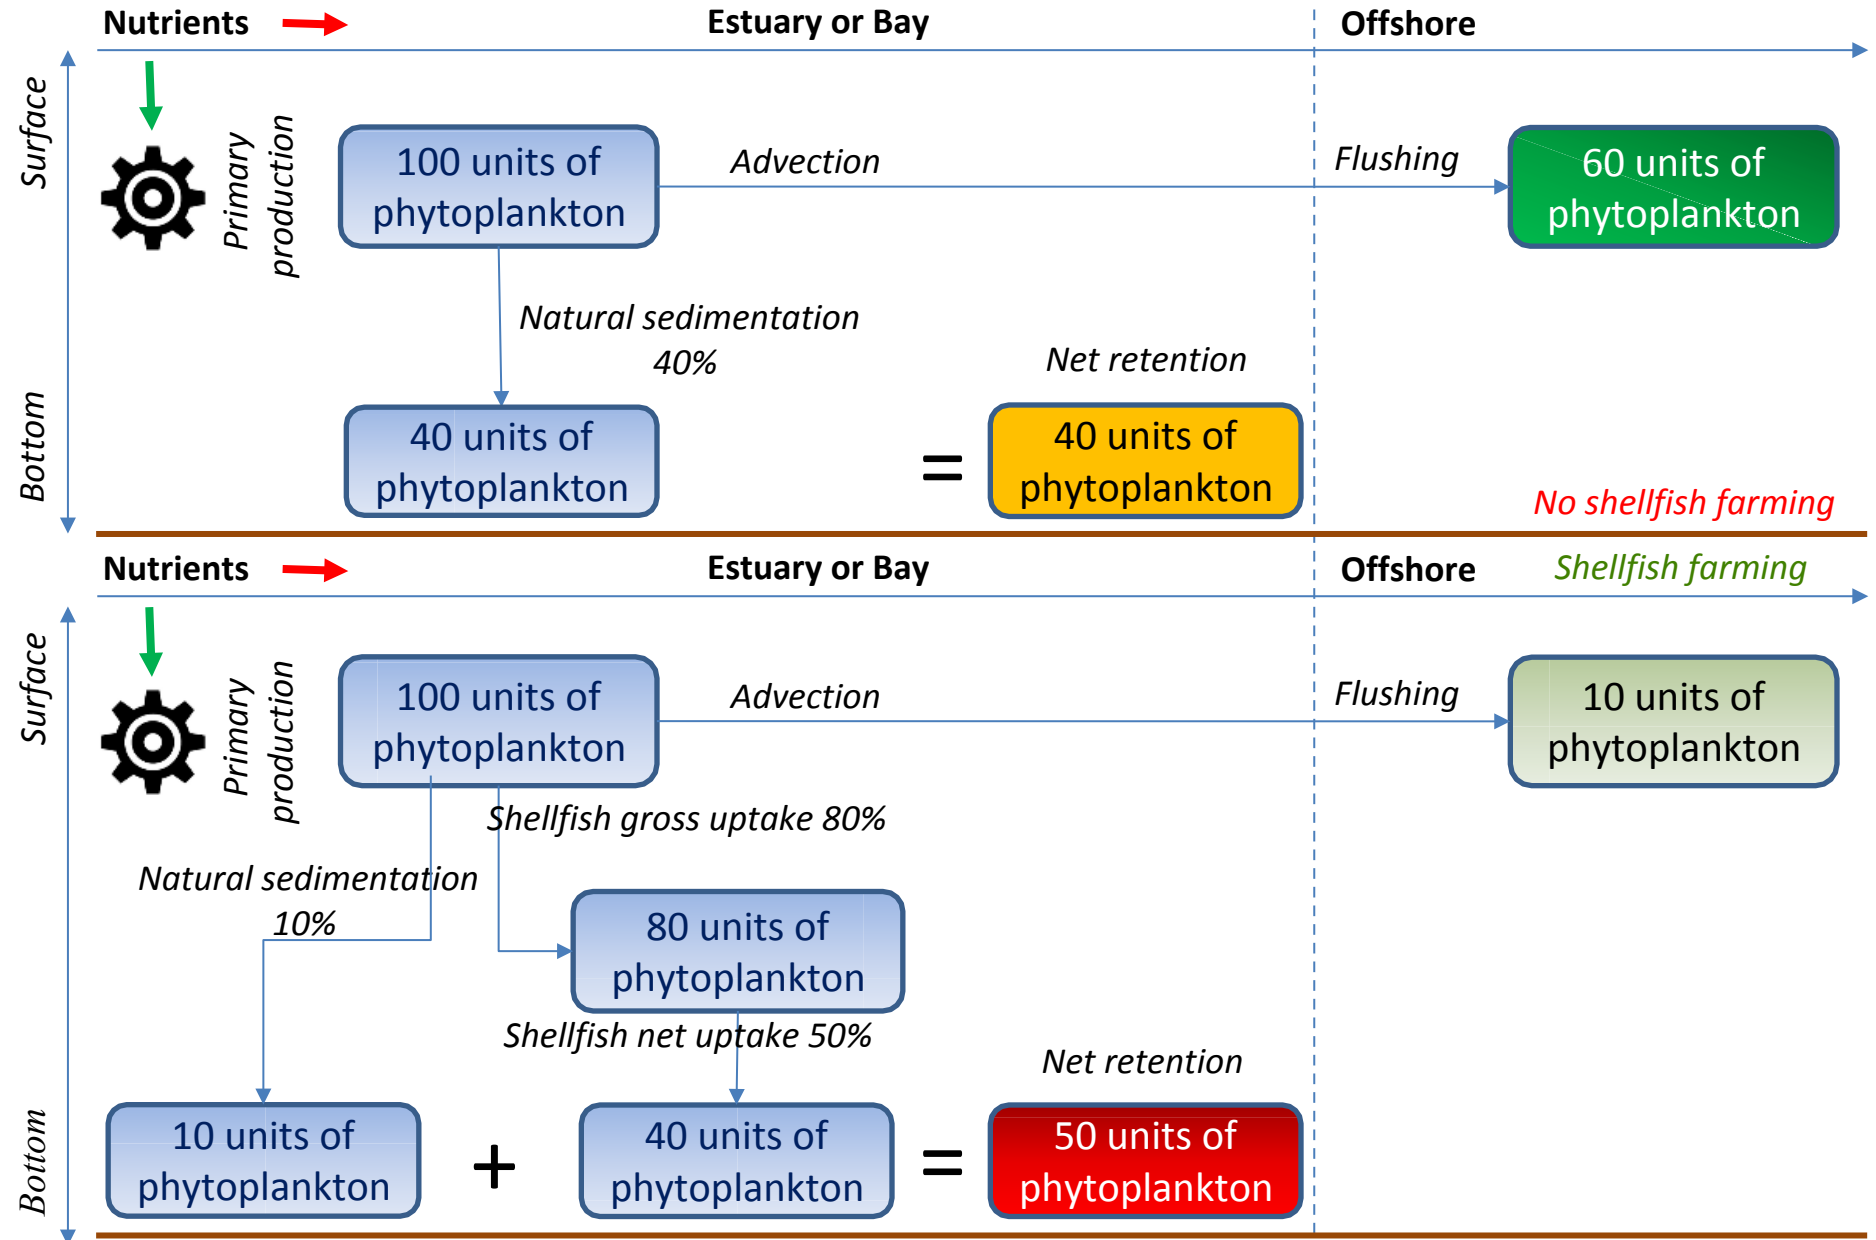 Nutrients
Estuary or Bay
Offshore
Surface
Primary
production
100 units of
phytoplankton
Advection
Flushing
60 units of
phytoplankton
Natural sedimentation
40%
Net retention
Bottom
40 units of
phytoplankton
=
40 units of
phytoplankton
No shellfish farming
Nutrients
Estuary or Bay
Offshore
Shellfish farming
Surface
Primary
production
100 units of
phytoplankton
Advection
Flushing
10 units of
phytoplankton
Shellfish gross uptake 80%
Natural sedimentation
10%
80 units of
phytoplankton
Shellfish net uptake 50%
Net retention
Bottom
10 units of
phytoplankton
+
40 units of
phytoplankton
=
50 units of
phytoplankton